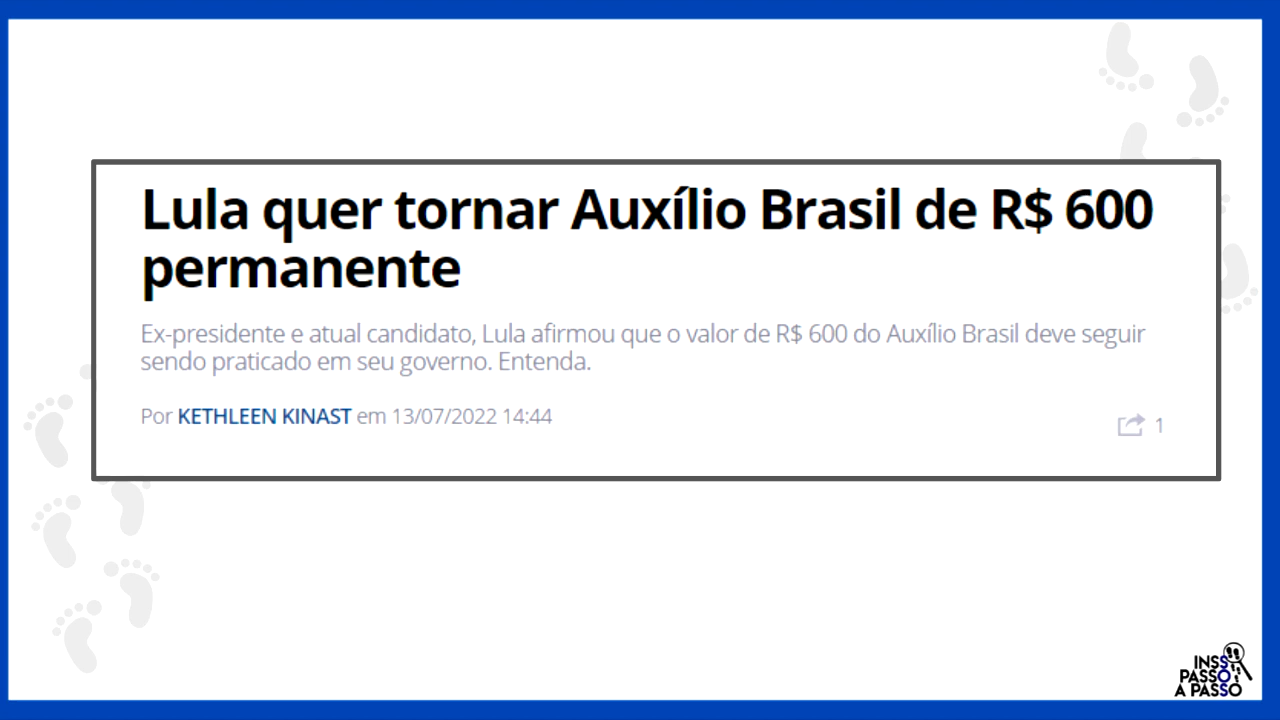 Lula quer tornar Auxílio Brasil de R$ 600
permanente
Ex-presidente e atual candidato, Lula afirmou que o valor de R$ 600 do Auxílio Brasil deve seguir
sendo praticado em seu governo. Entenda.
Por KETHLEEN KINAST em 13/07/2022 14:44
1
INSS
PASSO
A PASSO